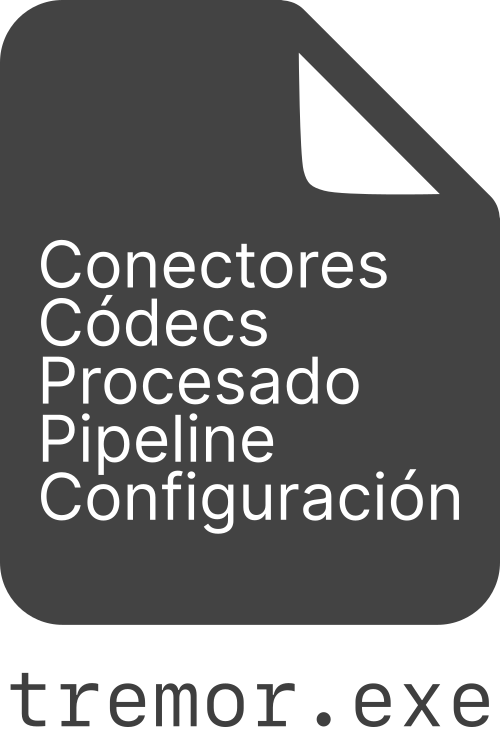 Conectores
Códecs
Procesado
Pipeline
Configuración
tremor.exe